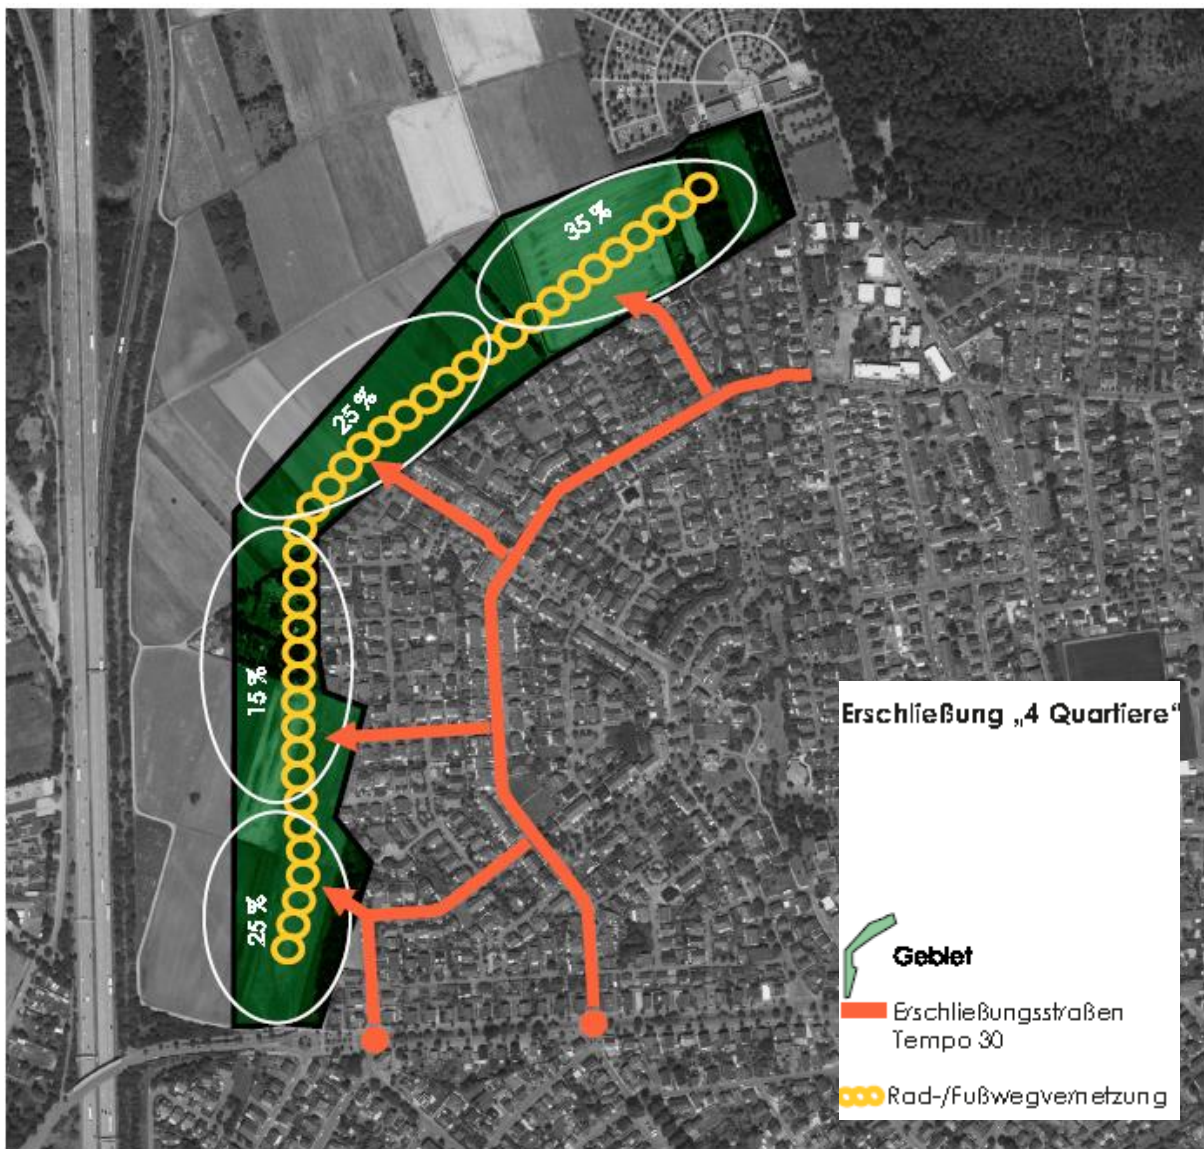 35 %
25 %
15 %
25 %
Erschließung „4 Quartiere“
Gebiet
Erschließungsstraßen
Tempo 30
Rad-/Fußwegvernetzung